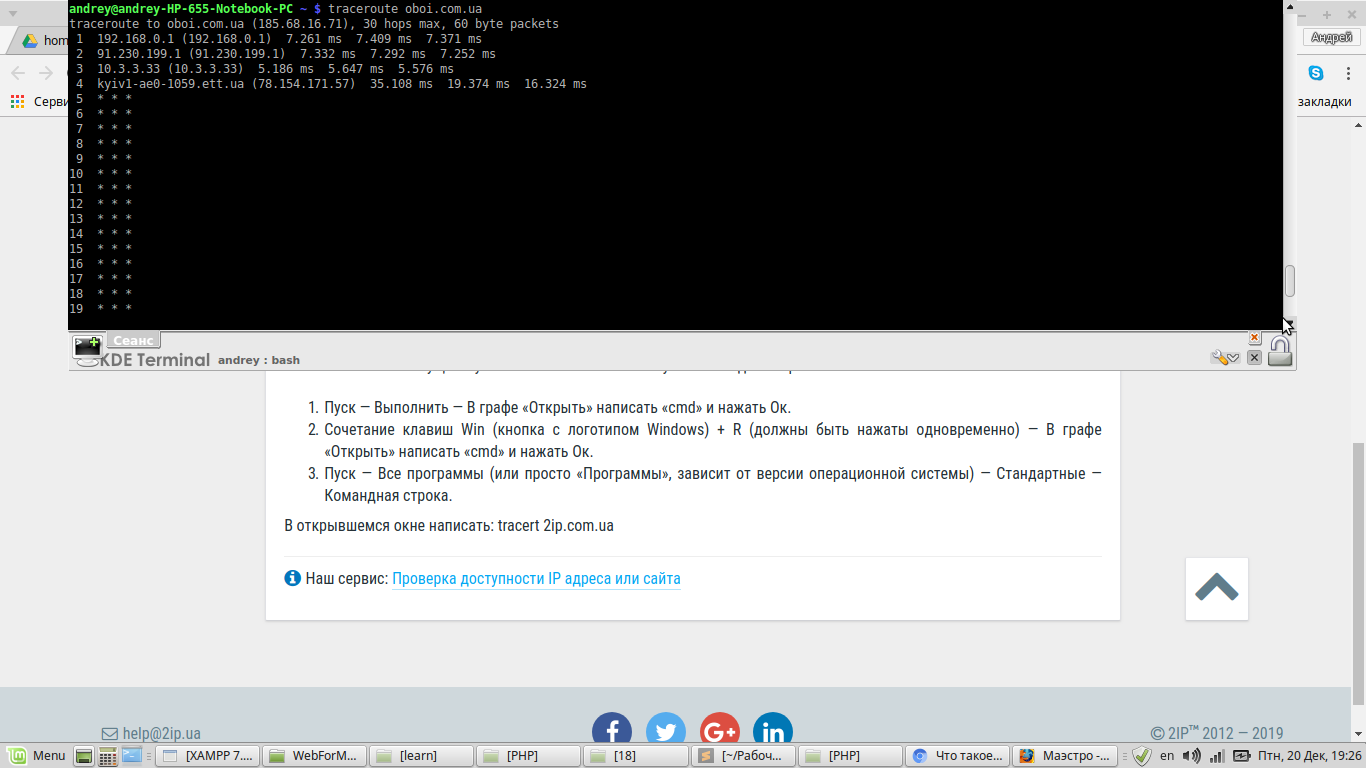 andrey@andrey-HP-655-Notebook-PC ~ $ traceroute oboi.com.ua
traceroute to oboi.com.ua (185.68.16.71), 30 hops max, 60 byte packets
1 192.168.0.1 (192.168.0.1) 7.261 ms 7.409 ms 7.371 ms
2 91.230.199.1 (91.230.199.1) 7.332 ms 7.292 ms 7.252 ms
3 10.3.3.33 (10.3.3.33) 5.186 ms 5.647 ms 5.576 ms
4 kyiv1-ae0-1059.ett.ua (78.154.171.57) 35.108 ms 19.374 ms 16.324 ms
5 * * *
6 * * *
7 * * *
8 * * *
9 * * *
10 * * *
11 * * *
12 * * *
13 * * *
14 * * *
15 * * *
16 * * *
17 * * *
18 * * *
19 * * *
hom
Андрей
Серви
закладки
Сеанс
KDE Terminal andrey : bash
1. Пуск — Выполнить — В графе «Открыть» написать «cmd» и нажать Ок.
2. Сочетание клавиш Win (кнопка с логотипом Windows) + R (должны быть нажаты одновременно) — В графе
«Открыть» написать «cmd» и нажать Ок.
3. Пуск — Все программы (или просто «Программы», зависит от версии операционной системы) — Стандартные —
Командная строка.
В открывшемся окне написать: tracert 2ip.com.ua
Наш сервис: Проверка доступности IP адреса или сайта
help@2ip.ua
© 2IP™ 2012 — 2019
Menu
[XAMPP 7....
WebForM...
[learn]
[PHP]
[18]
[~/Рабоч...
[PHP]
Что такое...
Маэстро -...
en
Птн, 20 Дек, 19:26